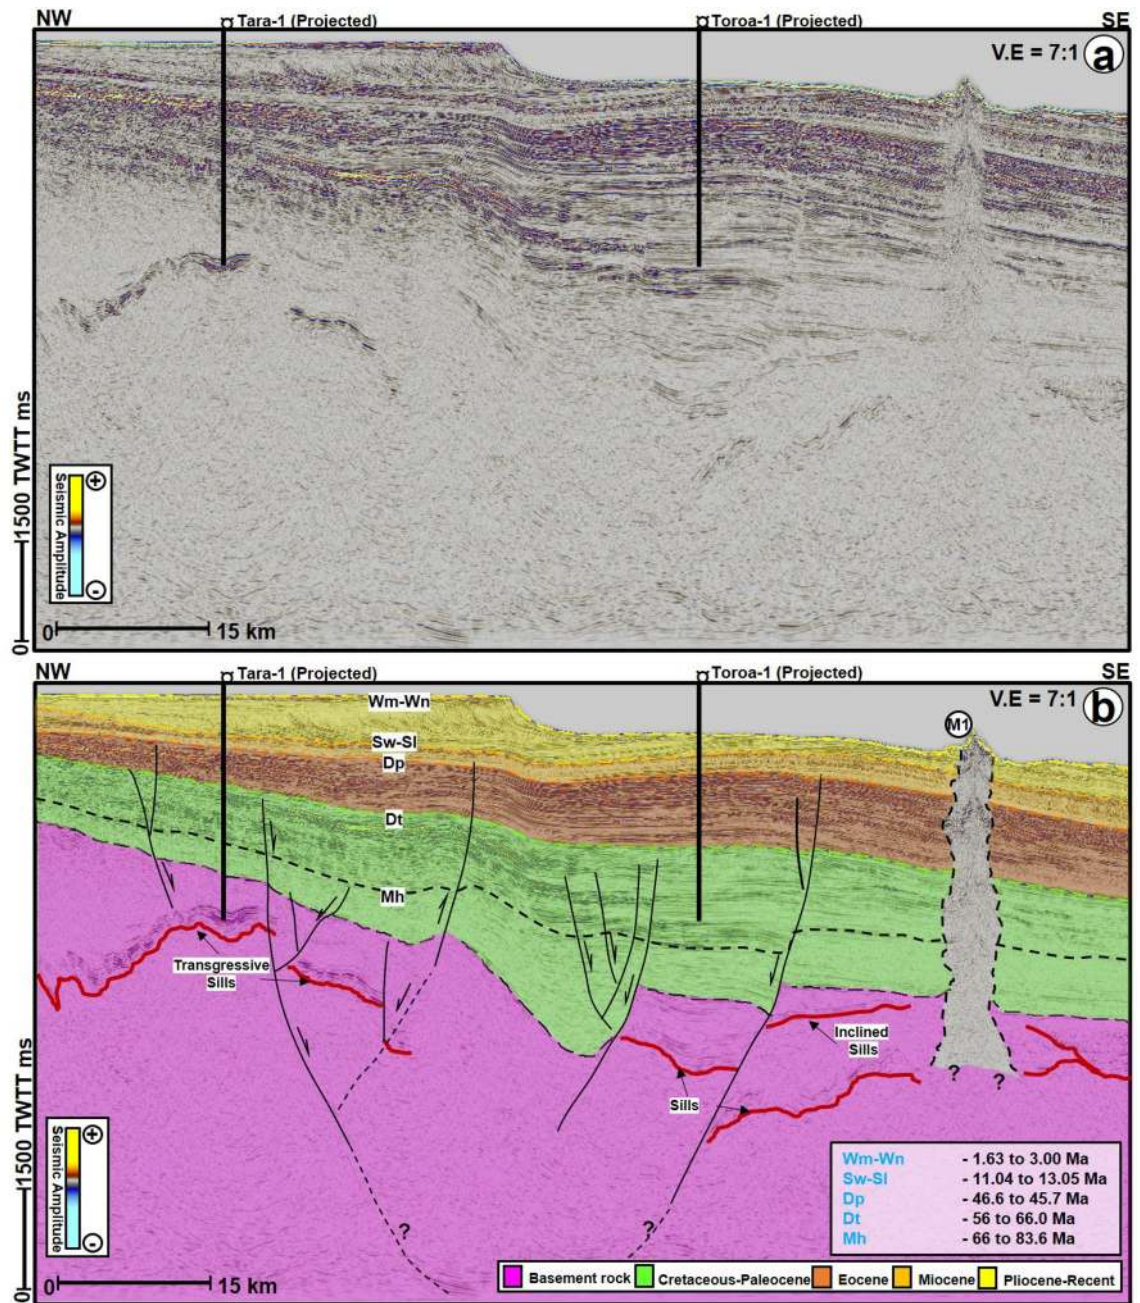 NW
¤ Tara-1 (Projected)
¤ Toroa-1 (Projected)
SE
V.E = 7:1
a
1500 TWTT ms
0
Seismic Amplitude
+
-
0
15 km
NW
¤ Tara-1 (Projected)
¤ Toroa-1 (Projected)
SE
V.E = 7:1
b
Wm-Wn
M1
Sw-Sl
Dp
Dt
Mh
Transgressive
Sills
Inclined
Sills
Sills
?
?
?
?
1500 TWTT ms
0
Seismic Amplitude
+
-
0
15 km
Wm-Wn - 1.63 to 3.00 Ma
Sw-Sl - 11.04 to 13.05 Ma
Dp - 46.6 to 45.7 Ma
Dt - 56 to 66.0 Ma
Mh - 66 to 83.6 Ma
Basement rock Cretaceous-Paleocene Eocene Miocene Pliocene-Recent